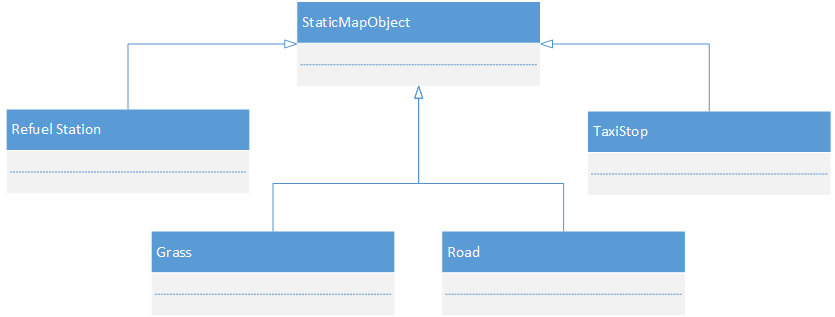 StaticMapObject
Refuel Station
TaxiStop
Grass
Road